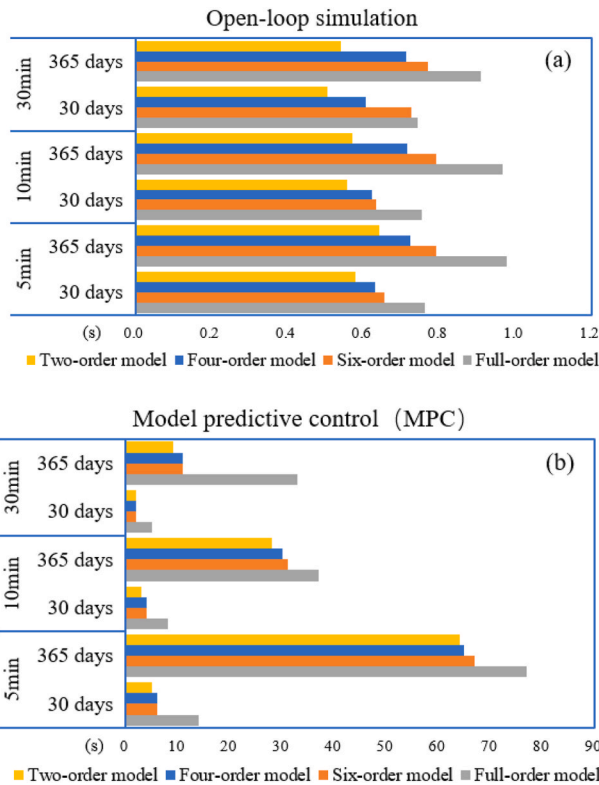 Open-loop simulation
(a)
30min
365 days
30 days
10min
365 days
30 days
5min
365 days
30 days
(s) 0.0 0.2 0.4 0.6 0.8 1.0 1.2
Two-order model Four-order model Six-order model Full-order model
Model predictive control（MPC）
(b)
30min
365 days
30 days
10min
365 days
30 days
5min
365 days
30 days
(s) 0 10 20 30 40 50 60 70 80 90
Two-order model Four-order model Six-order model Full-order model